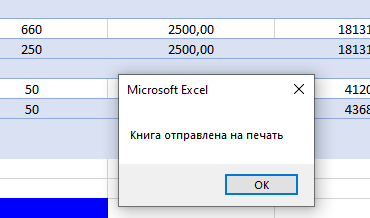 660 2500,00 18131
250 2500,00 18131
50 4120
50 4368
Microsoft Excel
Книга отправлена на печать
OK